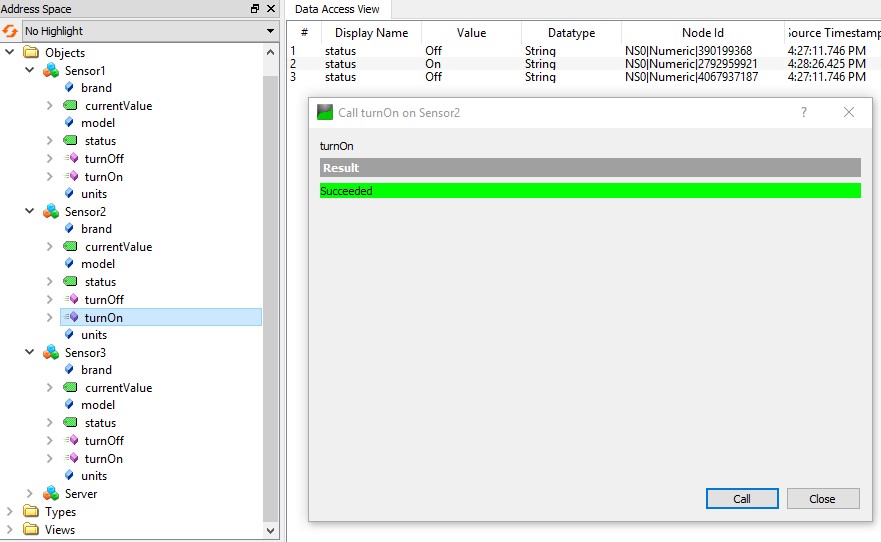 Address Space
No Highlight
Objects
Sensor1
brand
currentValue
model
status
turnOff
turnOn
units
Sensor2
brand
currentValue
model
status
turnOff
turnOn
units
Sensor3
brand
currentValue
model
status
turnOff
turnOn
units
Server
Types
Views
Data Access View
# Display Name Value Datatype Node Id Source Timestamp
1 status Off String NS0|Numeric|390199368 4:27:11.746 PM
2 status On String NS0|Numeric|2792959921 4:28:26.425 PM
3 status Off String NS0|Numeric|4067937187 4:27:11.746 PM
Call turnOn on Sensor2 ?
turnOn
Result
Succeeded
Call Close